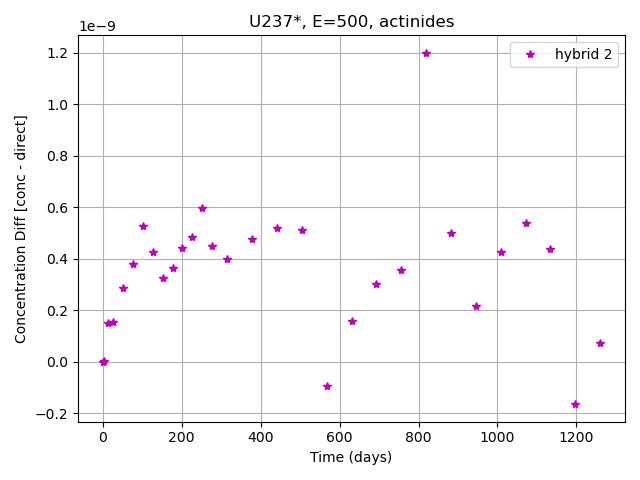 U237*, E=500, actinides
1e−9
hybrid 2
Concentration Diff [conc - direct]
1.2
1.0
0.8
0.6
0.4
0.2
0.0
−0.2
0 200 400 600 800 1000 1200
Time (days)